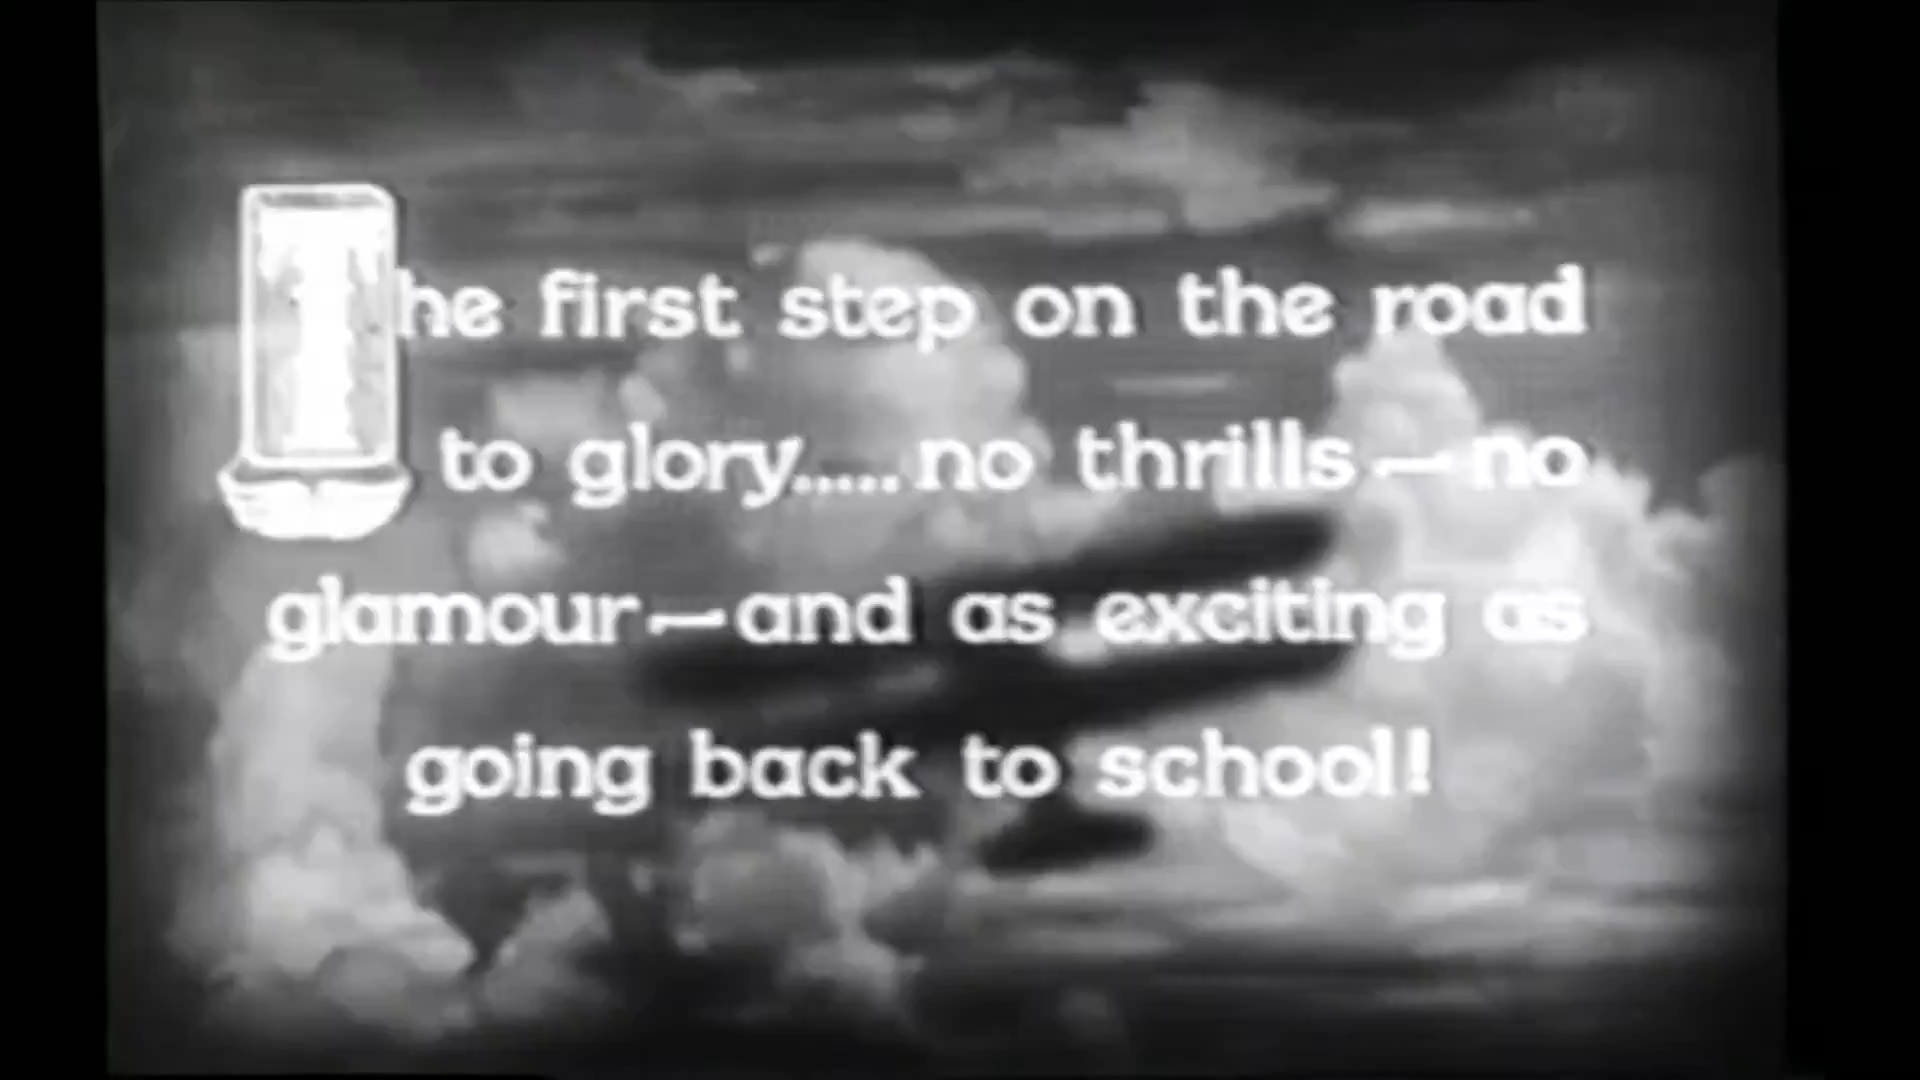 The first step on the road
to glory.....no thrills—no
glamour—and as exciting as
going back to school!